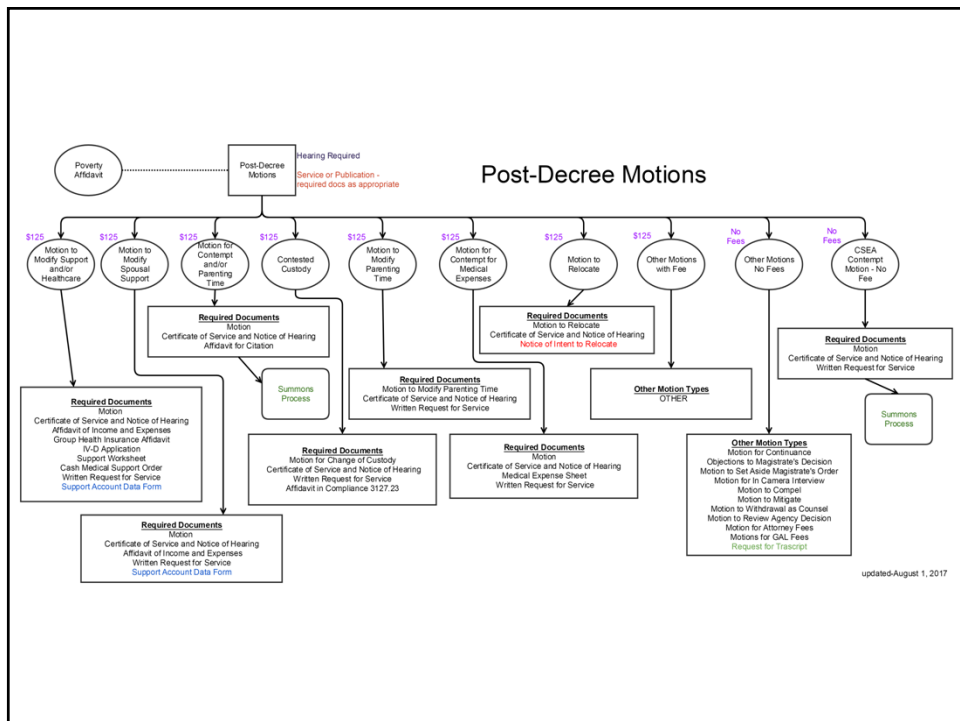 Poverty
Affidavit
Post-Decree
Motions
Hearing Required
Service or Publication -
required docs as appropriate
Post-Decree Motions
$125
Motion to
Modify Support
and/or
Healthcare
$125
Motion to
Modify
Spousal
Support
$125
Motion for
Contempt
and/or Parenting
Time
$125
Contested
Custody
$125
Motion to
Modify
Parenting
Time
$125
Motion for
Contempt for
Medical
Expenses
$125
Motion to
Relocate
$125
Other Motions
with Fee
No
Fees
Other Motions
No Fees
No
Fees
CSEA
Contempt
Motion - No
Fee
Required Documents
Motion
Certificate of Service and Notice of Hearing
Affidavit for Citation
Summons
Process
Required Documents
Motion to Relocate
Certificate of Service and Notice of Hearing
Notice of Intent to Relocate
Required Documents
Motion
Certificate of Service and Notice of Hearing
Written Request for Service
Summons
Process
Required Documents
Motion to Modify Parenting Time
Certificate of Service and Notice of Hearing
Written Request for Service
Other Motion Types
OTHER
Required Documents
Motion
Certificate of Service and Notice of Hearing
Affidavit of Income and Expenses
Group Health Insurance Affidavit
IV-D Application
Support Worksheet
Cash Medical Support Order
Written Request for Service
Support Account Data Form
Required Documents
Motion for Change of Custody
Certificate of Service and Notice of Hearing
Written Request for Service
Affidavit in Compliance 3127.23
Required Documents
Motion
Certificate of Service and Notice of Hearing
Medical Expense Sheet
Written Request for Service
Other Motion Types
Motion for Continuance
Objections to Magistrate's Decision
Motion to Set Aside Magistrate's Order
Motion for In Camera Interview
Motion to Compel
Motion to Mitigate
Motion to Withdrawal as Counsel
Motion to Review Agency Decision
Motion for Attorney Fees
Motions for GAL Fees
Request for Trascript
Required Documents
Motion
Certificate of Service and Notice of Hearing
Affidavit of Income and Expenses
Written Request for Service
Support Account Data Form
updated-August 1, 2017